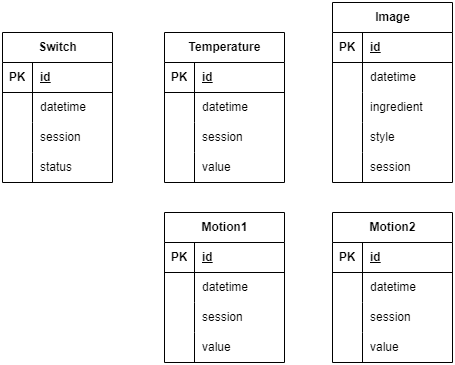 Switch
PK id
datetime
session
status
Temperature
PK id
datetime
session
value
Image
PK id
datetime
ingredient
style
session
Motion1
PK id
datetime
session
value
Motion2
PK id
datetime
session
value